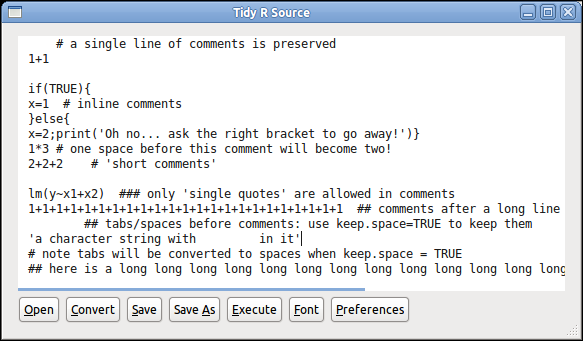 Tidy R Source
# a single line of comments is preserved
1+1
if(TRUE){
x=1  # inline comments
}else{
x=2;print('Oh no... ask the right bracket to go away!')}
1*3 # one space before this comment will become two!
2+2+2    # 'short comments'
lm(y~x1+x2)  ### only 'single quotes' are allowed in comments
1+1+1+1+1+1+1+1+1+1+1+1+1+1+1+1+1+1+1+1+1+1+1  ## comments after a long line
## tabs/spaces before comments: use keep.space=TRUE to keep them
'a character string with         in it'
# note tabs will be converted to spaces when keep.space = TRUE
## here is a long long long long long long long long long long long long long
Open Convert Save Save As Execute Font Preferences